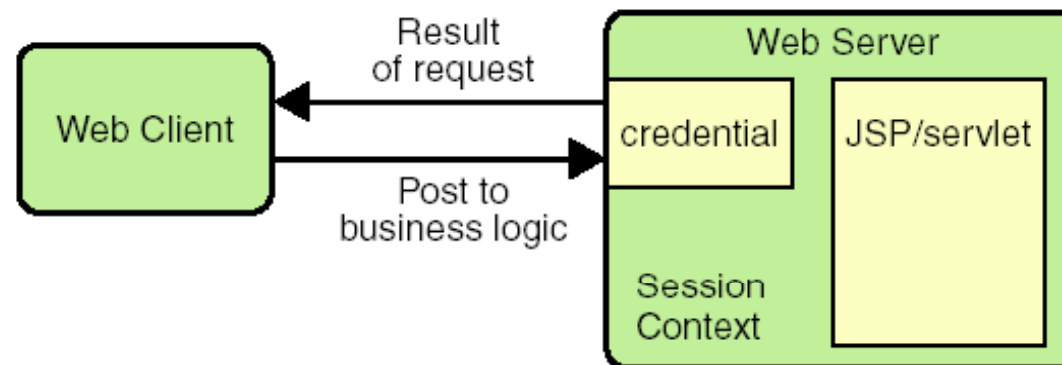 Web Client
Result
of request
Post to
business logic
Web Server
credential
JSP/servlet
Session
Context